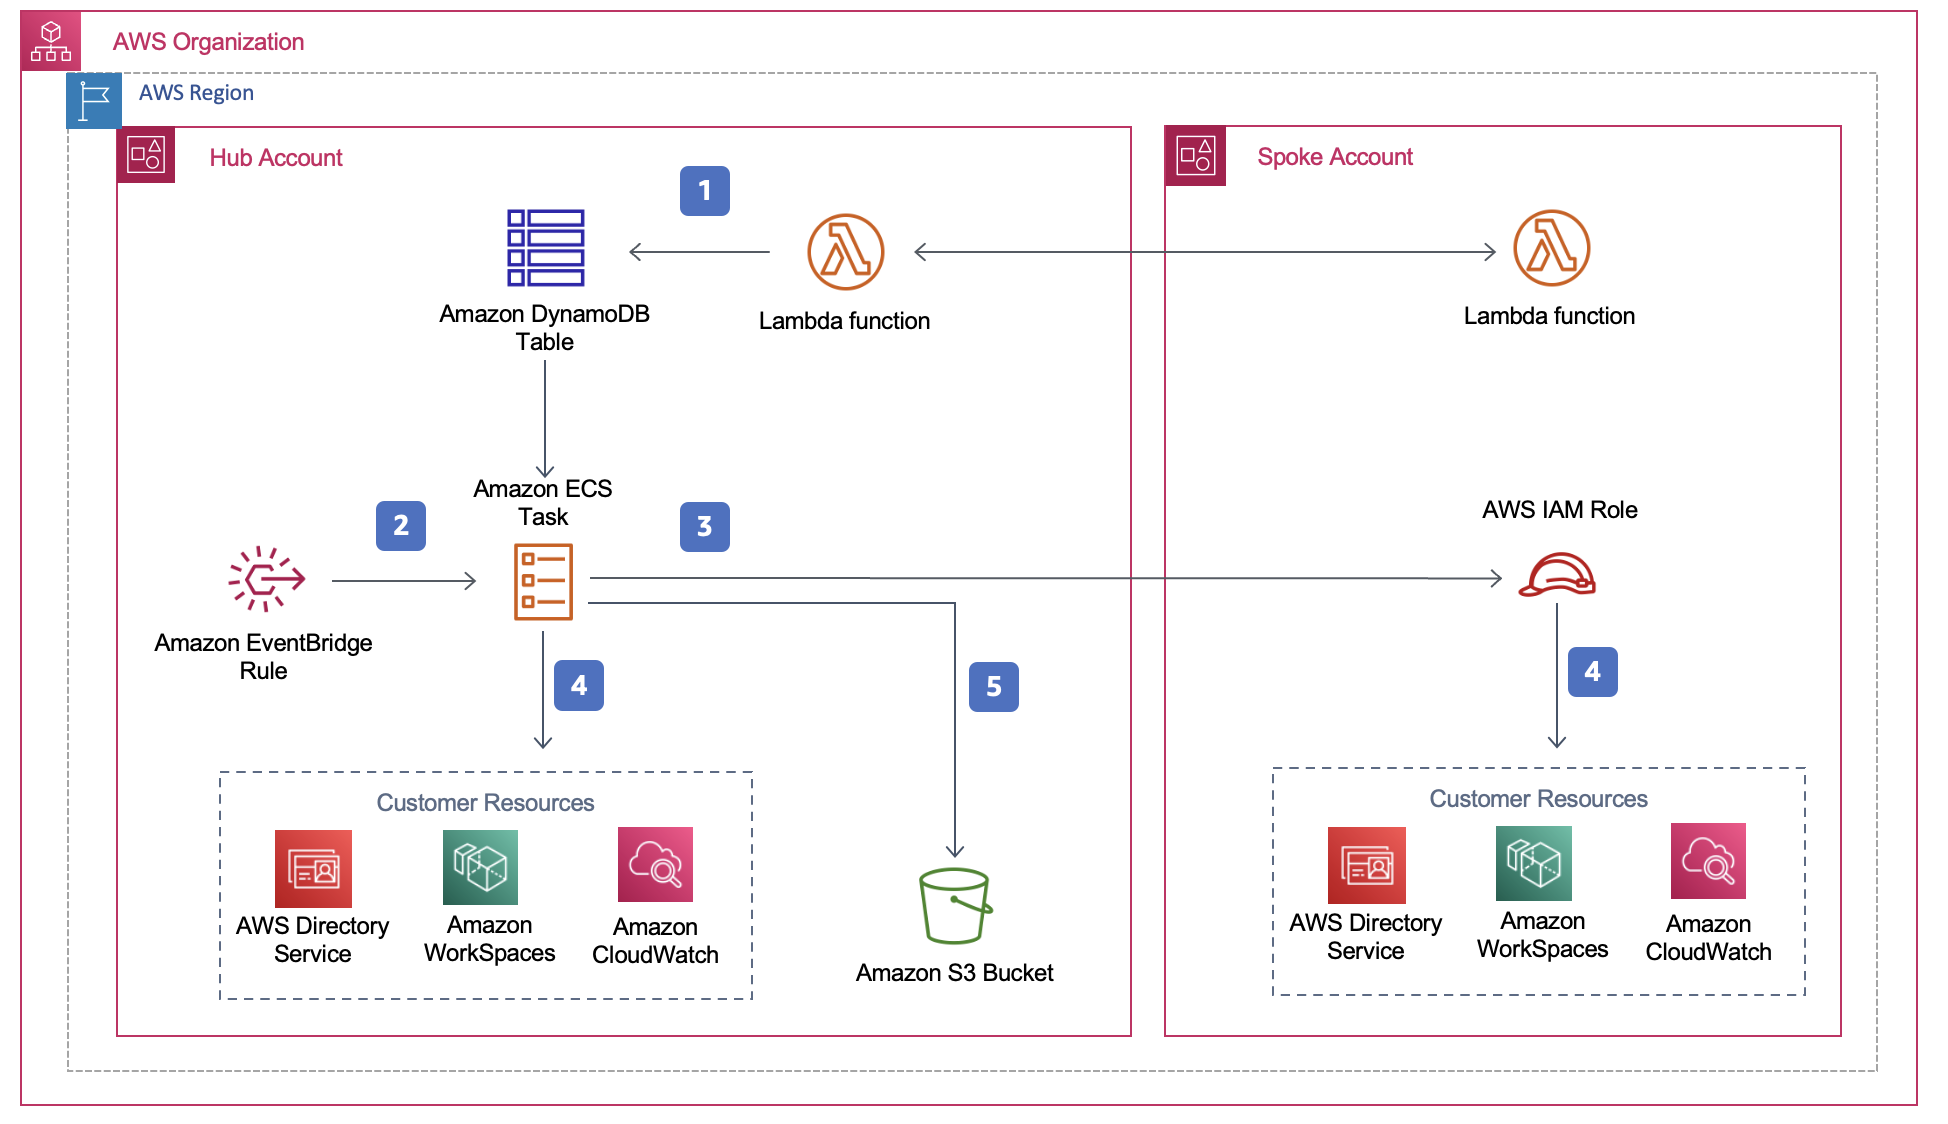 AWS Organization
AWS Region
Hub Account
Spoke Account
1
Amazon DynamoDB
Table
Lambda function
Lambda function
Amazon ECS
Task
2
3
AWS IAM Role
Amazon EventBridge
Rule
4
5
4
Customer Resources
AWS Directory
Service
Amazon
WorkSpaces
Amazon
CloudWatch
Amazon S3 Bucket
Customer Resources
AWS Directory
Service
Amazon
WorkSpaces
Amazon
CloudWatch